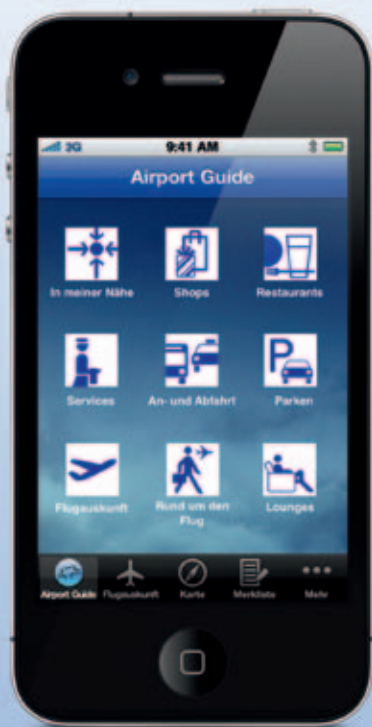 3G 9:41 AM
Airport Guide
In meiner Nähe Shops Restaurants
P
Services An- und Abfahrt Parken
Flugauskunft Rund um den Flug Lounges
Airport Guide Flugauskunft Karte Merkliste Mehr